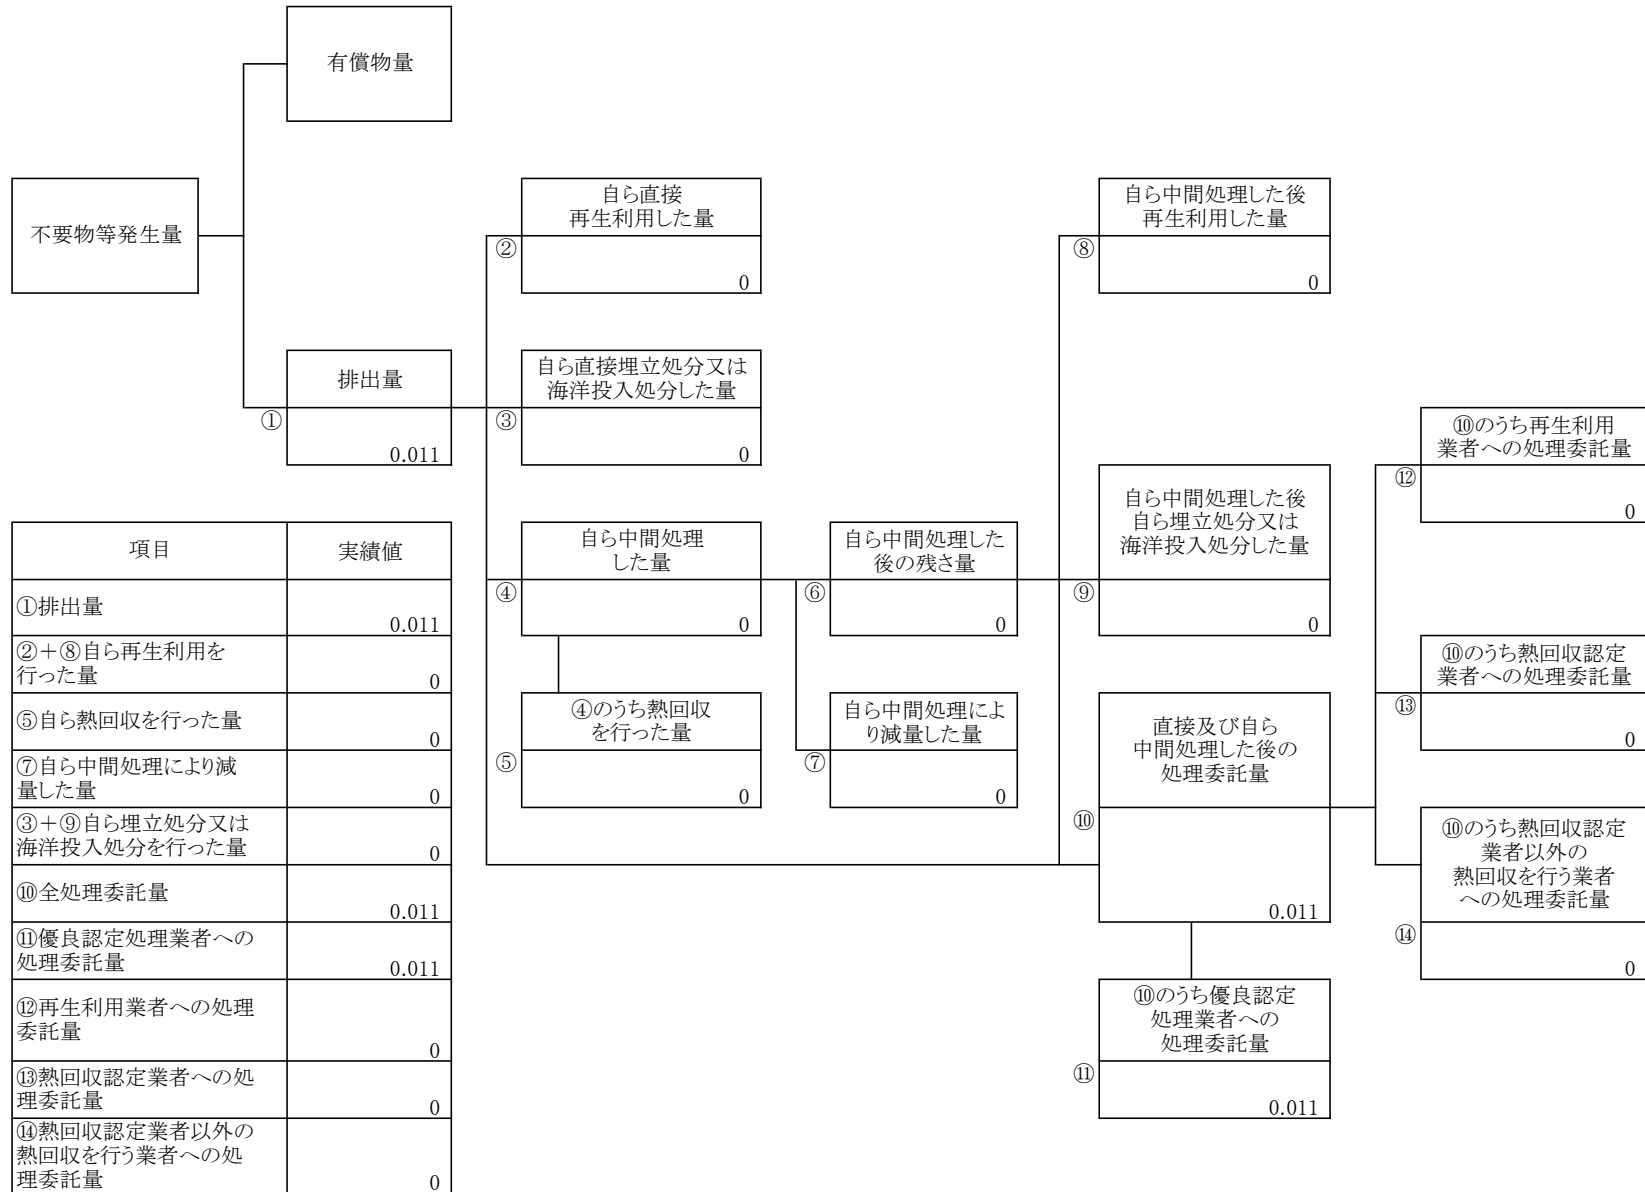 有償物量
不要物等発生量
自ら直接
再生利用した量
②
0
自ら中間処理した後
再生利用した量
⑧
0
排出量
①
0.011
自ら直接埋立処分又は
海洋投入処分した量
③
0
⑩のうち再生利用
業者への処理委託量
⑫
0
自ら中間処理
した量
④
0
自ら中間処理した
後の残さ量
⑥
0
自ら中間処理した後
自ら埋立処分又は
海洋投入処分した量
⑨
0
⑩のうち熱回収認定
業者への処理委託量
⑬
0
④のうち熱回収
を行った量
⑤
0
自ら中間処理によ
り減量した量
⑦
0
直接及び自ら
中間処理した後の
処理委託量
⑩
0.011
⑩のうち熱回収認定
業者以外の
熱回収を行う業者
への処理委託量
⑭
0
⑩のうち優良認定
処理業者への
処理委託量
⑪
0.011
項目 実績値
①排出量
0.011
②+⑧自ら再生利用を
行った量
0
⑤自ら熱回収を行った量
0
⑦自ら中間処理により減
量した量
0
③+⑨自ら埋立処分又は
海洋投入処分を行った量
0
⑩全処理委託量
0.011
⑪優良認定処理業者への
処理委託量
0.011
⑫再生利用業者への処理
委託量
0
⑬熱回収認定業者への処
理委託量
0
⑭熱回収認定業者以外の
熱回収を行う業者への処
理委託量
0